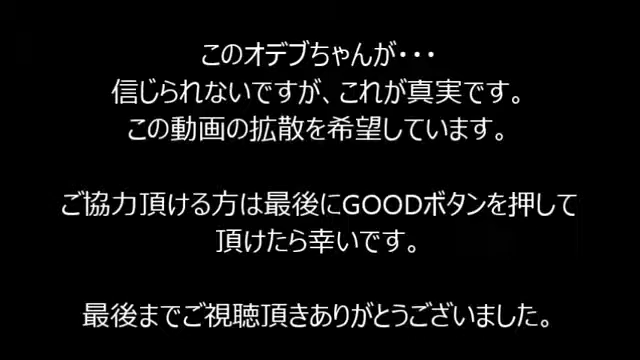 このオデブちゃんが・・・
信じられないですが、これが真実です。
この動画の拡散を希望しています。
ご協力頂ける方は最後にGOODボタンを押して
頂けたら幸いです。
最後までご視聴頂きありがとうございました。